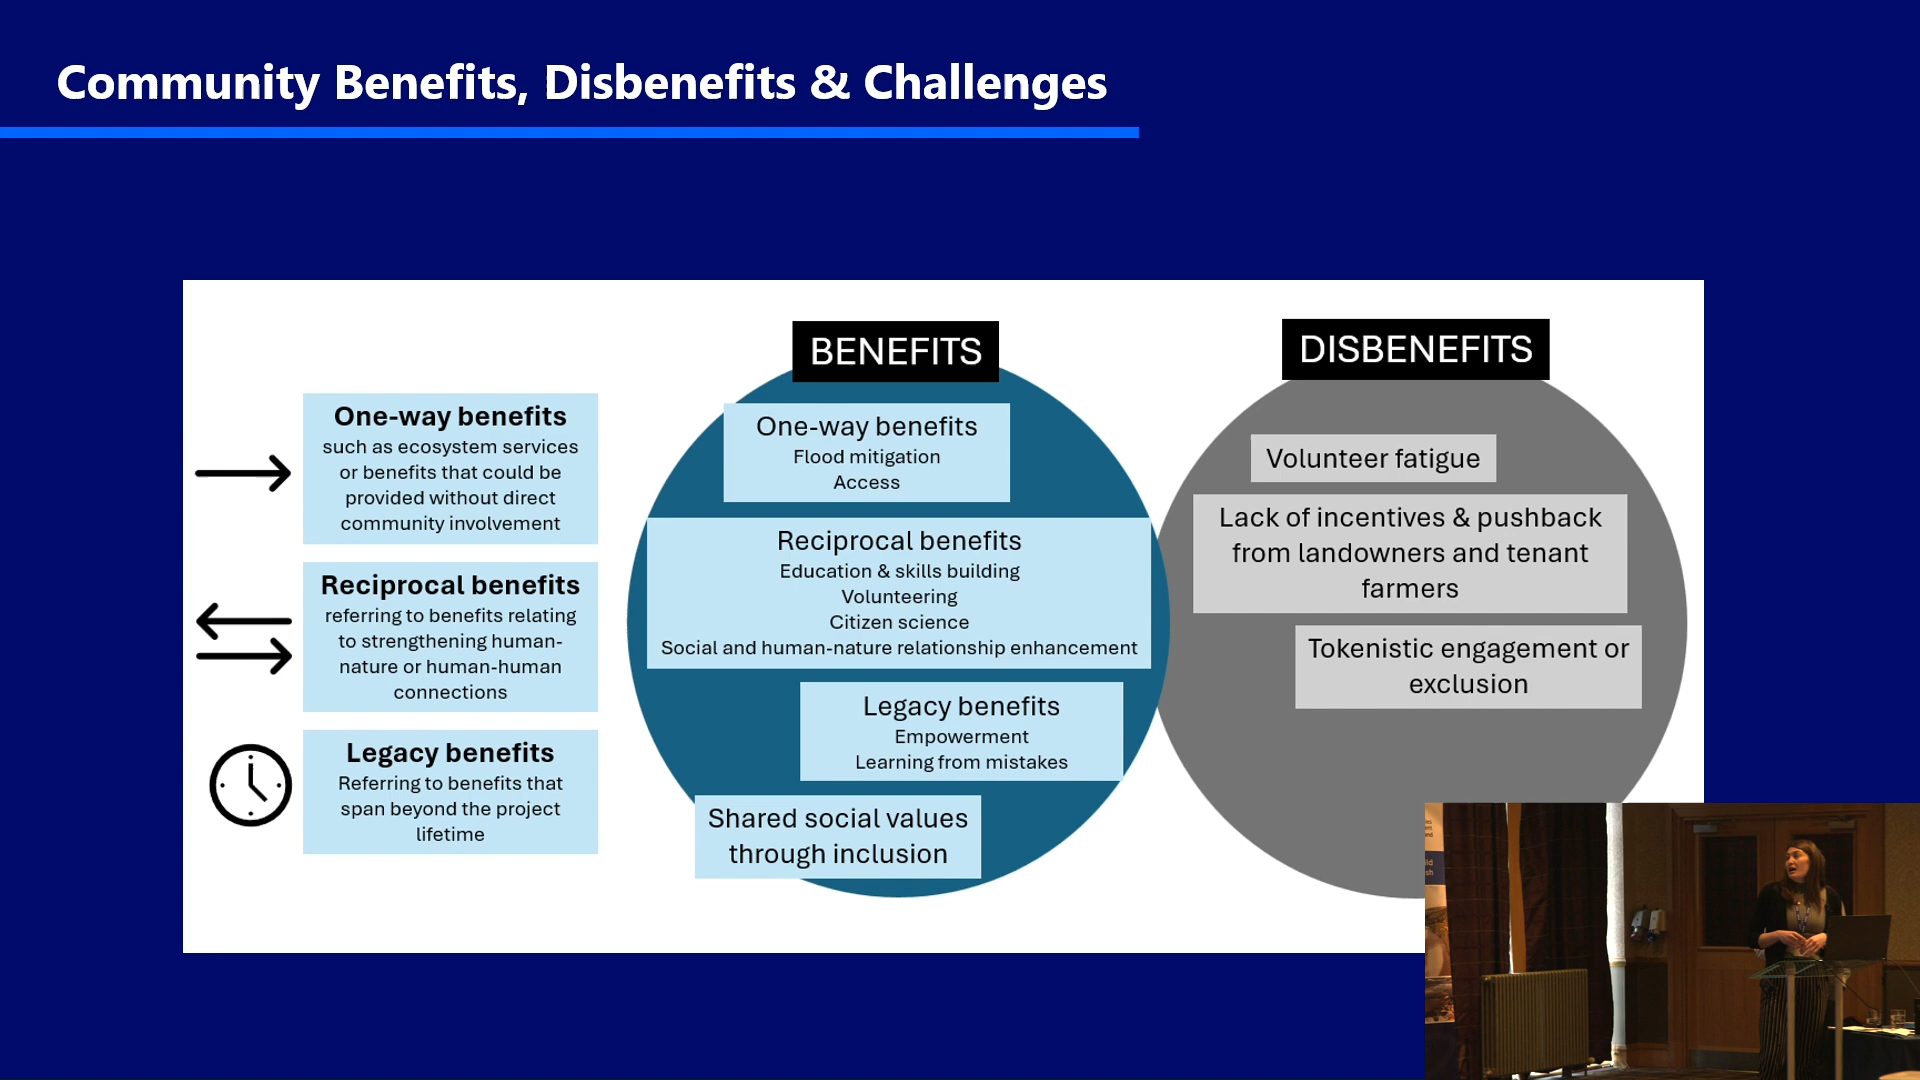 Community Benefits, Disbenefits & Challenges
One-way benefits
such as ecosystem services
or benefits that could be
provided without direct
community involvement
Reciprocal benefits
referring to benefits relating
to strengthening human-
nature or human-human
connections
Legacy benefits
Referring to benefits that
span beyond the project
lifetime
BENEFITS
One-way benefits
Flood mitigation
Access
Reciprocal benefits
Education & skills building
Volunteering
Citizen science
Social and human-nature relationship enhancement
Legacy benefits
Empowerment
Learning from mistakes
Shared social values
through inclusion
DISBENEFITS
Volunteer fatigue
Lack of incentives & pushback
from landowners and tenant
farmers
Tokenistic engagement or
exclusion